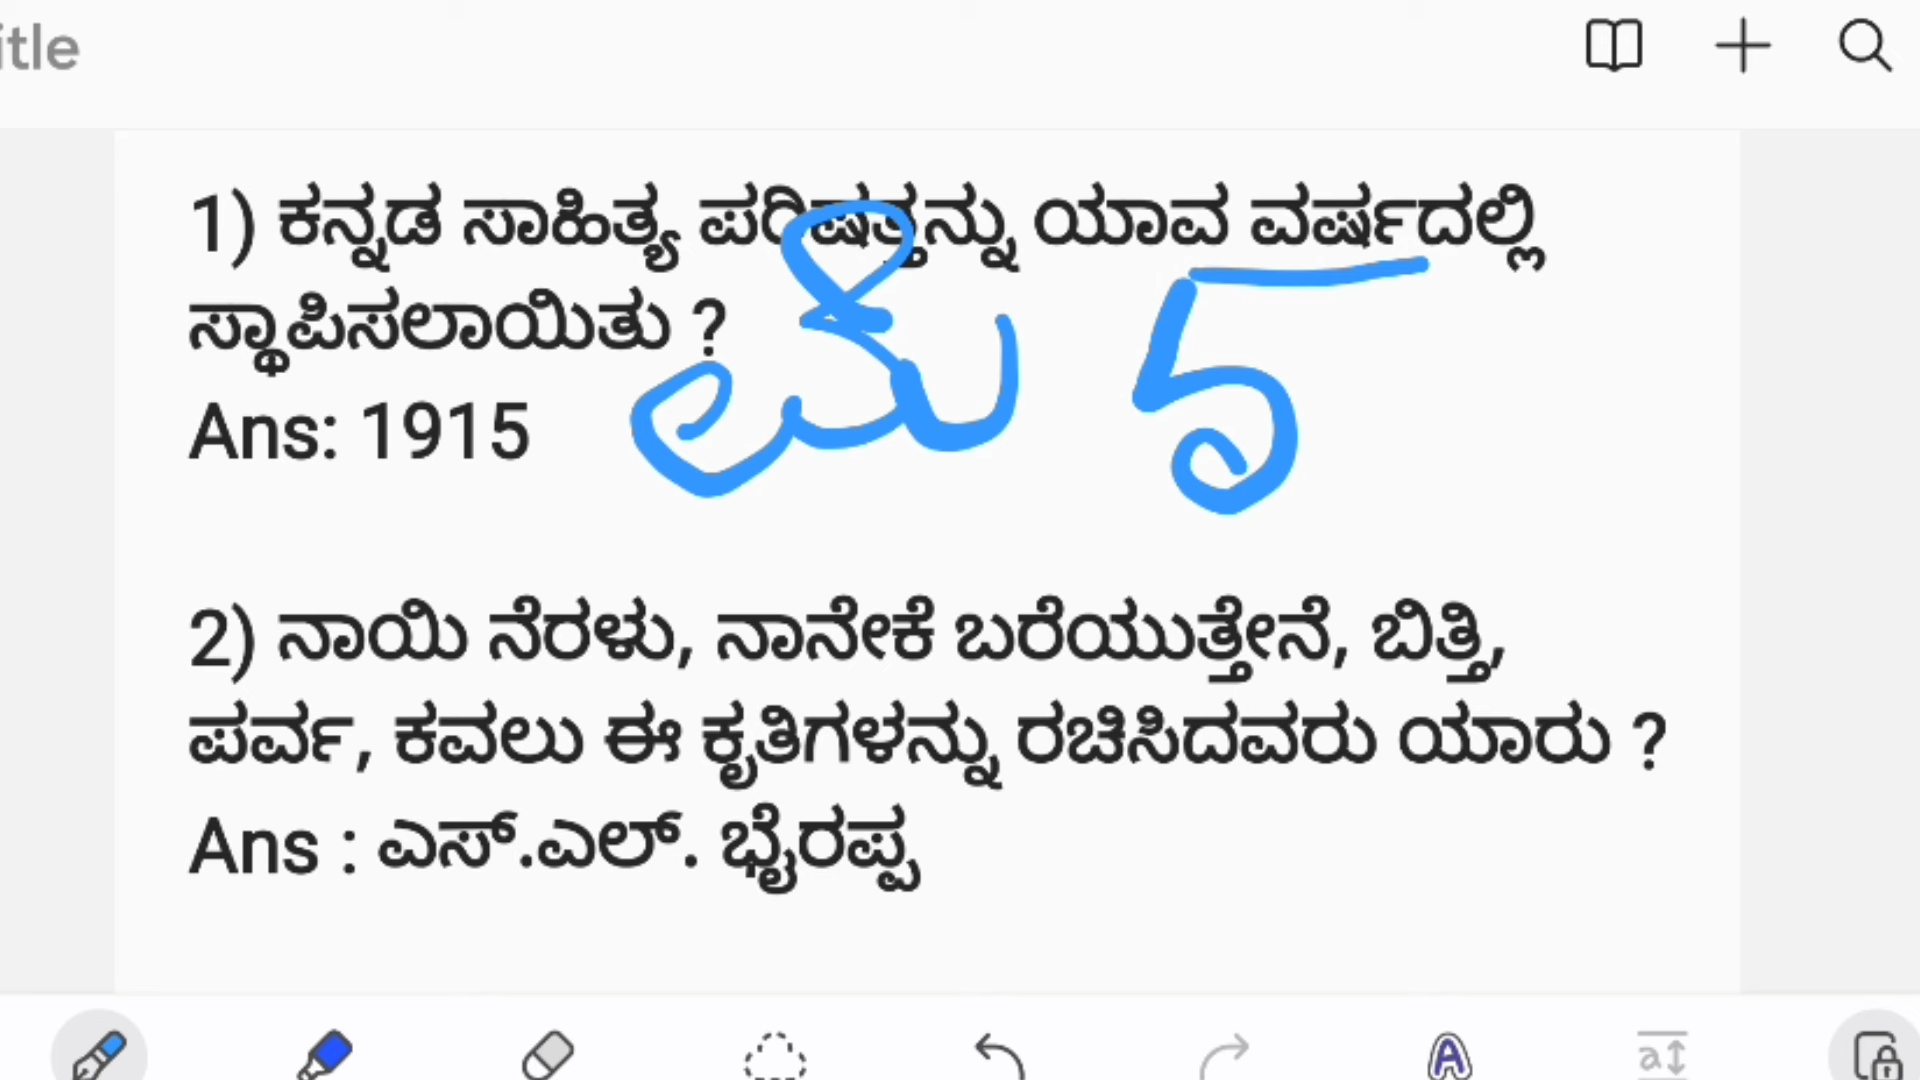 itle
1) ಕನ್ನಡ ಸಾಹಿತ್ಯ ಪರಿಷತ್ತನ್ನು ಯಾವ ವರ್ಷದಲ್ಲಿ
ಸ್ಥಾಪಿಸಲಾಯಿತು ?
ಮೆ 5
Ans: 1915
2) ನಾಯಿ ನೆರಳು, ನಾನೇಕೆ ಬರೆಯುತ್ತೇನೆ, ಬಿತ್ತಿ,
ಪರ್ವ, ಕವಲು ಈ ಕೃತಿಗಳನ್ನು ರಚಿಸಿದವರು ಯಾರು ?
Ans : ಎಸ್.ಎಲ್. ಭೈರಪ್ಪ